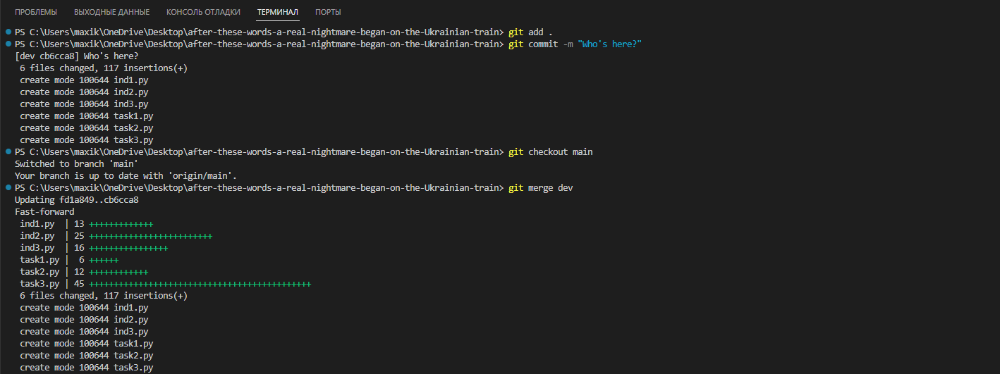 ПРОБЛЕМЫ ВЫХОДНЫЕ ДАННЫЕ КОНСОЛЬ ОТЛАДКИ ТЕРМИНАЛ ПОРТЫ
PS C:\Users\maxik\OneDrive\Desktop\after-these-words-a-real-nightmare-began-on-the-Ukrainian-train> git add .
PS C:\Users\maxik\OneDrive\Desktop\after-these-words-a-real-nightmare-began-on-the-Ukrainian-train> git commit -m "Who's here?"
[dev cb6cca8] Who's here?
6 files changed, 117 insertions(+)
create mode 100644 ind1.py
create mode 100644 ind2.py
create mode 100644 ind3.py
create mode 100644 task1.py
create mode 100644 task2.py
create mode 100644 task3.py
PS C:\Users\maxik\OneDrive\Desktop\after-these-words-a-real-nightmare-began-on-the-Ukrainian-train> git checkout main
Switched to branch 'main'
Your branch is up to date with 'origin/main'.
PS C:\Users\maxik\OneDrive\Desktop\after-these-words-a-real-nightmare-began-on-the-Ukrainian-train> git merge dev
Updating fd1a849..cb6cca8
Fast-forward
ind1.py | 13 +++++++++++++
ind2.py | 25 +++++++++++++++++++++++++
ind3.py | 16 ++++++++++++++++
task1.py | 6 ++++++
task2.py | 12 ++++++++++++
task3.py | 45 +++++++++++++++++++++++++++++++++++++++++++++
6 files changed, 117 insertions(+)
create mode 100644 ind1.py
create mode 100644 ind2.py
create mode 100644 ind3.py
create mode 100644 task1.py
create mode 100644 task2.py
create mode 100644 task3.py